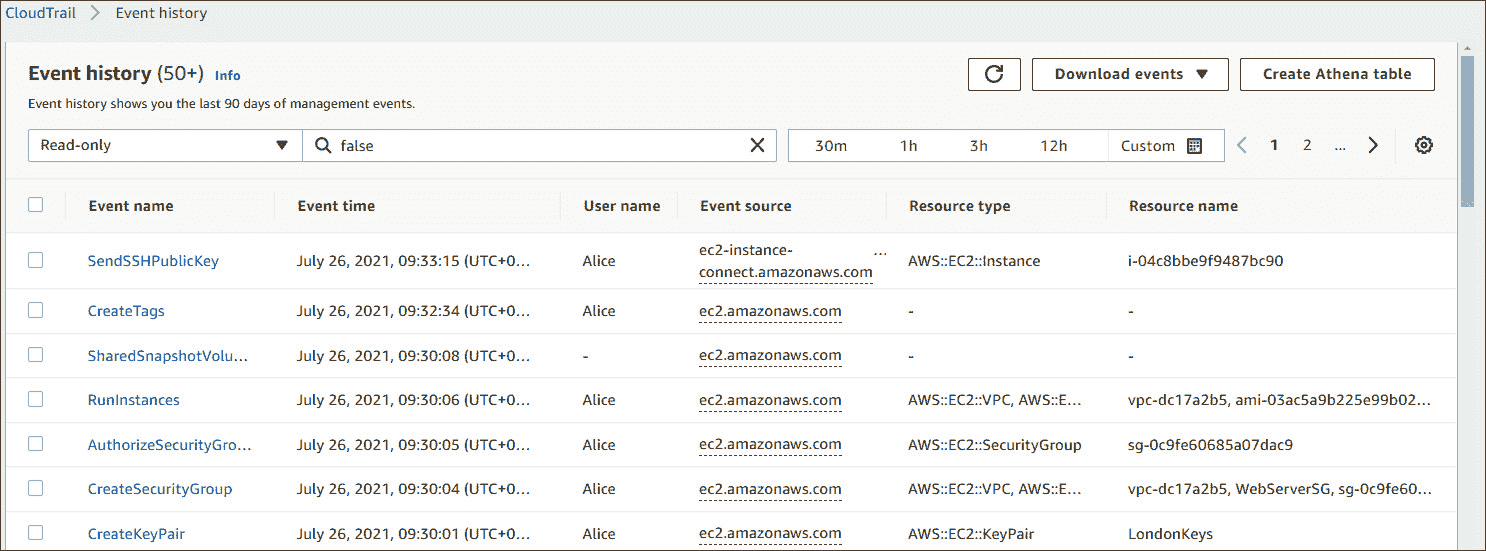 CloudTrail > Event history
Event history (50+) Info
Download events ▼ Create Athena table
Event history shows you the last 90 days of management events.
Read-only ▼ false 30m 1h 3h 12h Custom 1 2 ...
Event name Event time User name Event source Resource type Resource name
SendSSHPublicKey July 26, 2021, 09:33:15 (UTC+0... Alice ec2-instance- ... AWS::EC2::Instance i-04c8bbe9f9487bc90
connect.amazonaws.com
CreateTags July 26, 2021, 09:32:34 (UTC+0... Alice ec2.amazonaws.com - -
SharedSnapshotVolu... July 26, 2021, 09:30:08 (UTC+0... - ec2.amazonaws.com - -
RunInstances July 26, 2021, 09:30:06 (UTC+0... Alice ec2.amazonaws.com AWS::EC2::VPC, AWS::E... vpc-dc17a2b5, ami-03ac5a9b225e99b02...
AuthorizeSecurityGro... July 26, 2021, 09:30:05 (UTC+0... Alice ec2.amazonaws.com AWS::EC2::SecurityGroup sg-0c9fe60685a07dac9
CreateSecurityGroup July 26, 2021, 09:30:04 (UTC+0... Alice ec2.amazonaws.com AWS::EC2::VPC, AWS::E... vpc-dc17a2b5, WebServerSG, sg-0c9fe60...
CreateKeyPair July 26, 2021, 09:30:01 (UTC+0... Alice ec2.amazonaws.com AWS::EC2::KeyPair LondonKeys